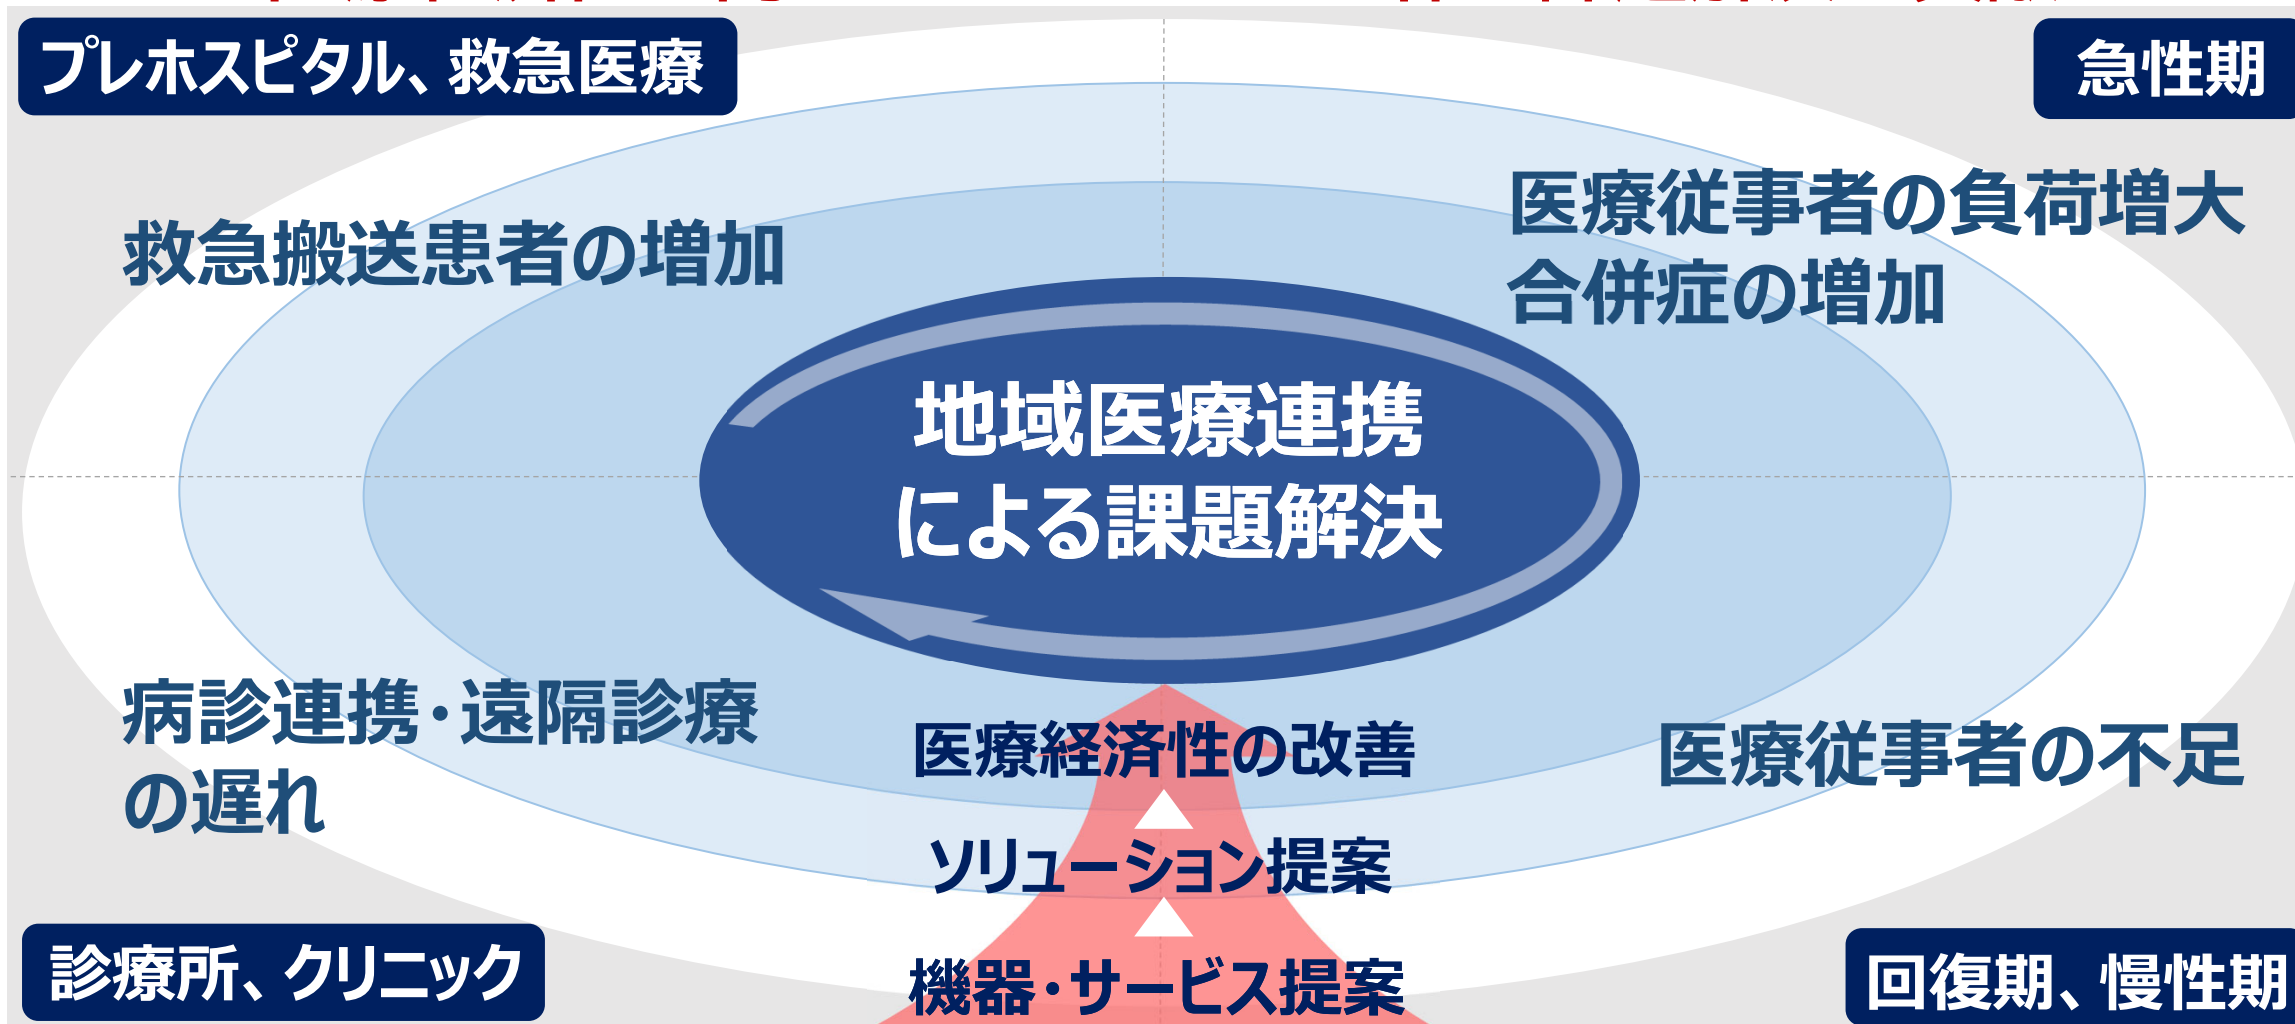 プレホスピタル、救急医療
急性期
救急搬送患者の増加
医療従事者の負荷増大
合併症の増加
地域医療連携
による課題解決
病診連携・遠隔診療
の遅れ
医療従事者の不足
医療経済性の改善
ソリューション提案
機器・サービス提案
診療所、クリニック
回復期、慢性期